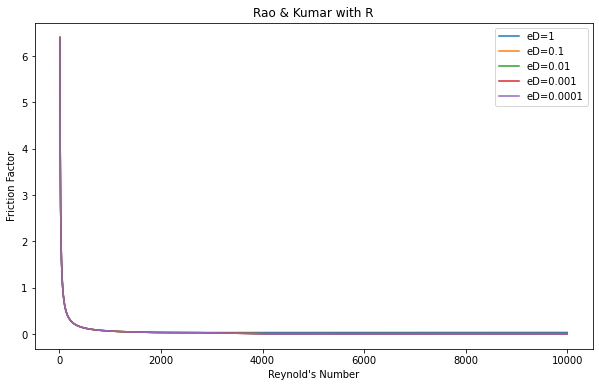 Rao & Kumar with R
eD=1
eD=0.1
eD=0.01
eD=0.001
eD=0.0001
6
5
4
3
2
1
0
Friction Factor
0 2000 4000 6000 8000 10000
Reynold's Number